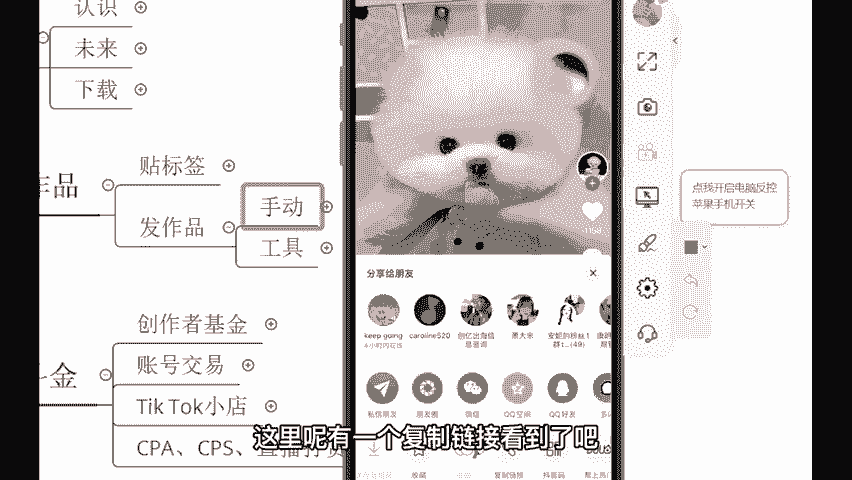 认识
未来
下载
作品
贴标签
发作品
手动
工具
创作者基金
账号交易
Tik Tok小店
CPA、CPS、直播打赏
金
1158
点我开启电脑反控
苹果手机开关
分享给朋友
keep going
caroline520
私信朋友
朋友圈
微信
QQ空间
QQ好友
收藏
复制链接
抖音码
这里呢有一个复制链接看到了吧